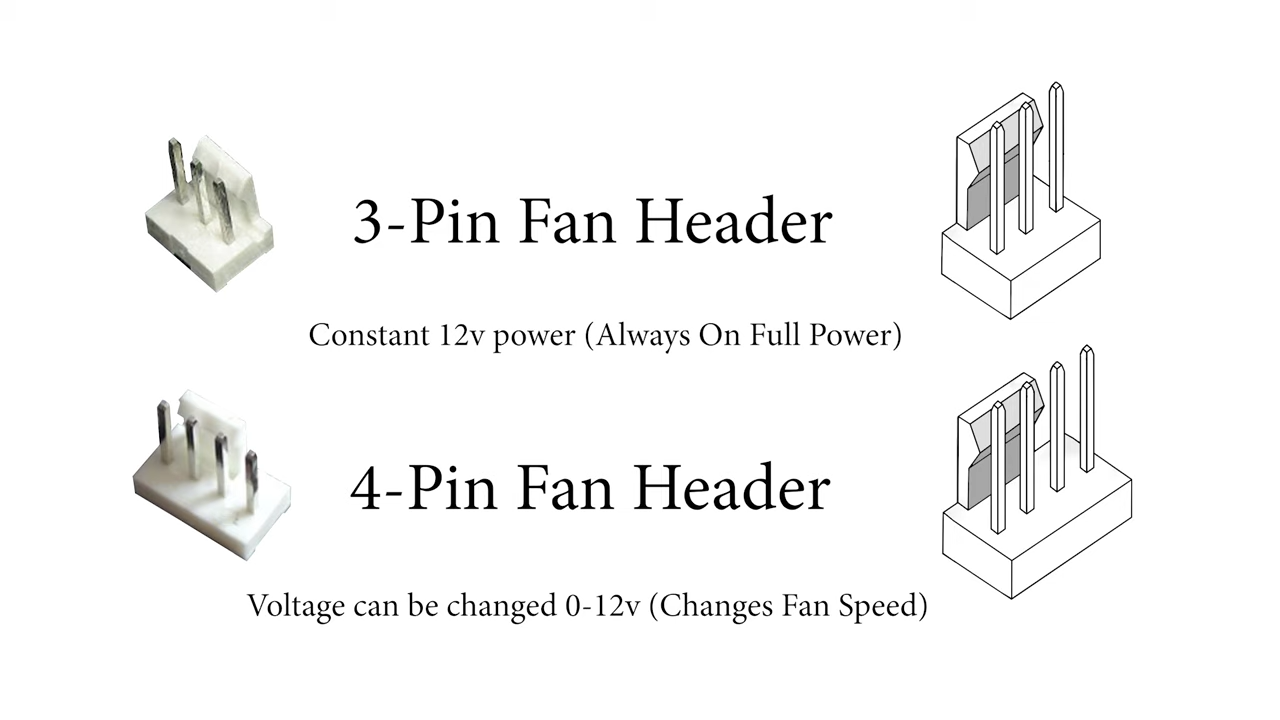 3-Pin Fan Header
Constant 12v power (Always On Full Power)
4-Pin Fan Header
Voltage can be changed 0-12v (Changes Fan Speed)